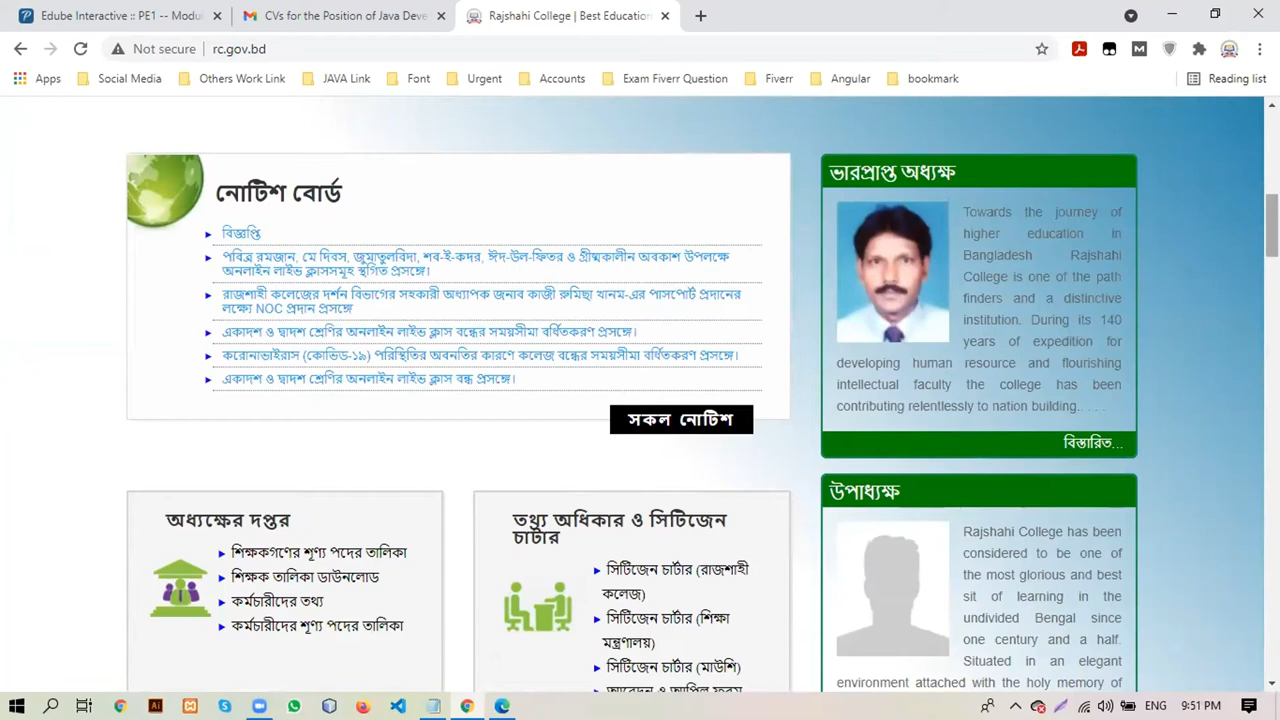 Edube Interactive :: PE1 -- Modul
CVs for the Position of Java Deve
Rajshahi College | Best Education
Not secure
rc.gov.bd
Apps
Social Media
Others Work Link
JAVA Link
Font
Urgent
Accounts
Exam Fiverr Question
Fiverr
Angular
bookmark
Reading list
নোটিশ বোর্ড
বিজ্ঞপ্তি
পবিত্র রমজান, মে দিবস, জুমাতুলবিদা, শব-ই-কদর, ঈদ-উল-ফিতর ও গ্রীষ্মকালীন অবকাশ উপলক্ষে
অনলাইন লাইভ ক্লাসসমূহ স্থগিত প্রসঙ্গে।
রাজশাহী কলেজের দর্শন বিভাগের সহকারী অধ্যাপক জনাব কাজী রুমিছা খানম-এর পাসপোর্ট প্রদানের
লক্ষ্যে NOC প্রদান প্রসঙ্গে
একাদশ ও দ্বাদশ শ্রেণির অনলাইন লাইভ ক্লাস বন্ধের সময়সীমা বর্ধিতকরণ প্রসঙ্গে।
করোনাভাইরাস (কোভিড-১৯) পরিস্থিতির অবনতির কারণে কলেজ বন্ধের সময়সীমা বর্ধিতকরণ প্রসঙ্গে।
একাদশ ও দ্বাদশ শ্রেণির অনলাইন লাইভ ক্লাস বন্ধ প্রসঙ্গে।
সকল নোটিশ
অধ্যক্ষের দপ্তর
শিক্ষকগণের শূণ্য পদের তালিকা
শিক্ষক তালিকা ডাউনলোড
কর্মচারীদের তথ্য
কর্মচারীদের শূণ্য পদের তালিকা
তথ্য অধিকার ও সিটিজেন
চার্টার
সিটিজেন চার্টার (রাজশাহী
কলেজ)
সিটিজেন চার্টার (শিক্ষা
মন্ত্রণালয়)
সিটিজেন চার্টার (মাউশি)
আবেদন ও আপিল ফরম
ভারপ্রাপ্ত অধ্যক্ষ
Towards the journey of
higher education in
Bangladesh Rajshahi
College is one of the path
finders and a distinctive
institution. During its 140
years of expedition for
developing human resource and flourishing
intellectual faculty the college has been
contributing relentlessly to nation building.. . . .
বিস্তারিত...
উপাধ্যক্ষ
Rajshahi College has been
considered to be one of
the most glorious and best
sit of learning in the
undivided Bengal since
one century and a half.
Situated in an elegant
environment attached with the holy memory of
ENG
9:51 PM